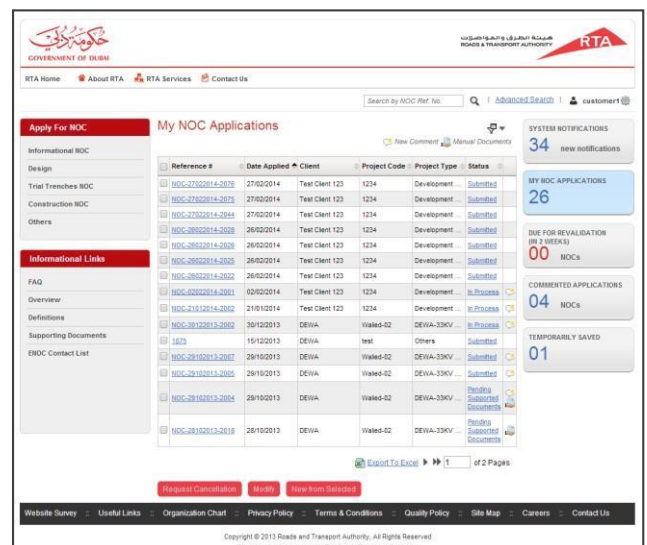 حكومة دبي
GOVERNMENT OF DUBAI
هيئة الطرق والمواصلات
ROADS & TRANSPORT AUTHORITY
RTA
RTA Home About RTA RTA Services Contact Us
Search by NOC Ref. No. | Advanced Search | customer1
Apply For NOC
Informational NOC
Design
Trial Trenches NOC
Construction NOC
Others
Informational Links
FAQ
Overview
Definitions
Supporting Documents
ENOC Contact List
My NOC Applications
New Comment Manual Documents
Reference # Date Applied Client Project Code Project Type Status
NOC-27022014-2076 27/02/2014 Test Client 123 1234 Development ... Submitted
NOC-27022014-2075 27/02/2014 Test Client 123 1234 Development ... Submitted
NOC-27022014-2044 27/02/2014 Test Client 123 1234 Development ... Submitted
NOC-26022014-2028 26/02/2014 Test Client 123 1234 Development ... Submitted
NOC-26022014-2026 26/02/2014 Test Client 123 1234 Development ... Submitted
NOC-26022014-2025 26/02/2014 Test Client 123 1234 Development ... Submitted
NOC-26022014-2022 26/02/2014 Test Client 123 1234 Development ... Submitted
NOC-02022014-2001 02/02/2014 Test Client 123 1234 Development ... In Process
NOC-21012014-2002 21/01/2014 Test Client 123 1234 Development ... In Process
NOC-30122013-2002 30/12/2013 DEWA Walled-02 DEWA-33KV ... In Process
1875 15/12/2013 DEWA test Others Submitted
NOC-29102013-2007 29/10/2013 DEWA Walled-02 DEWA-33KV ... Submitted
NOC-29102013-2005 29/10/2013 DEWA Walled-02 DEWA-33KV ... Submitted
NOC-29102013-2004 29/10/2013 DEWA Walled-02 DEWA-33KV ... Pending Supported Documents
NOC-28102013-2018 28/10/2013 DEWA Walled-02 DEWA-33KV ... Pending Supported Documents
Export To Excel 1 of 2 Pages
Request Cancellation Modify New from Selected
SYSTEM NOTIFICATIONS
34 new notifications
MY NOC APPLICATIONS
26
DUE FOR REVALIDATION
(IN 2 WEEKS)
00 NOCs
COMMENTED APPLICATIONS
04 NOCs
TEMPORARILY SAVED
01
Website Survey :: Useful Links :: Organization Chart :: Privacy Policy :: Terms & Conditions :: Quality Policy :: Site Map :: Careers :: Contact Us
Copyright © 2013 Roads and Transport Authority, All Rights Reserved